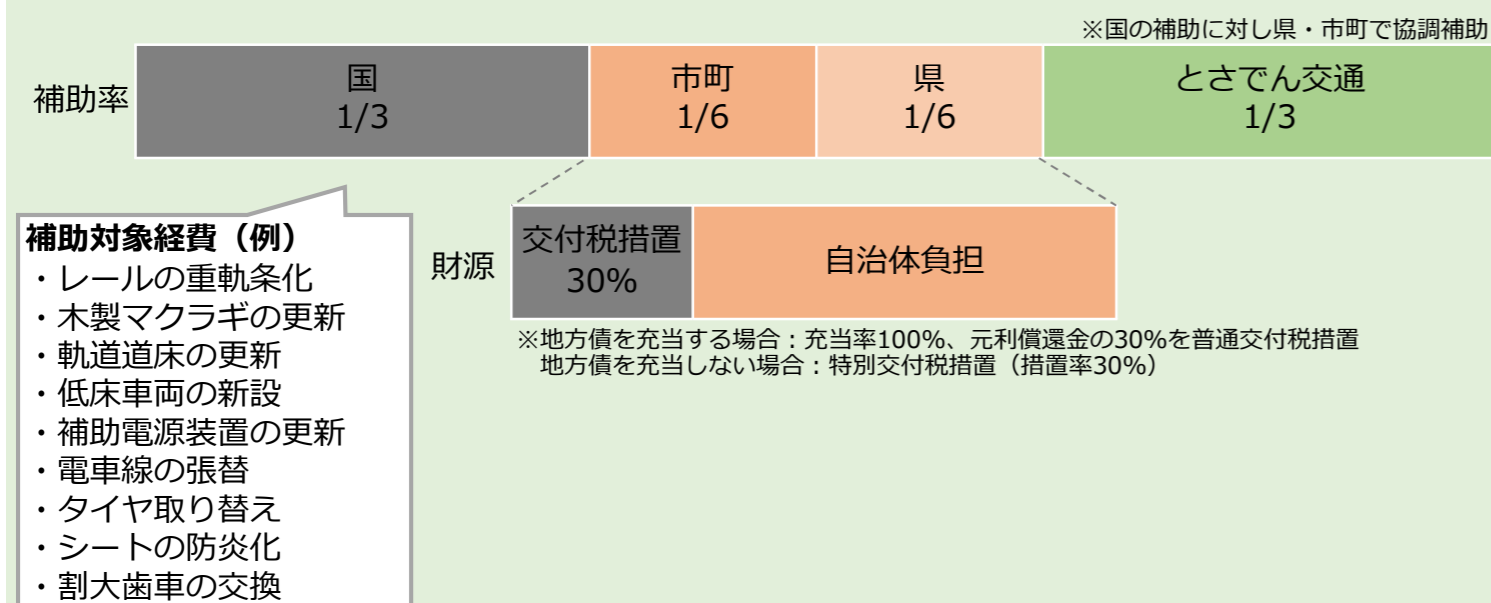 ※国の補助に対し県・市町で協調補助
補助率
国
1/3
市町
1/6
県
1/6
とさでん交通
1/3
補助対象経費（例）
・レールの重軌条化
・木製マクラギの更新
・軌道道床の更新
・低床車両の新設
・補助電源装置の更新
・電車線の張替
・タイヤ取り替え
・シートの防炎化
・割大歯車の交換
財源
交付税措置
30%
自治体負担
※地方債を充当する場合：充当率100%、元利償還金の30%を普通交付税措置
地方債を充当しない場合：特別交付税措置（措置率30%）